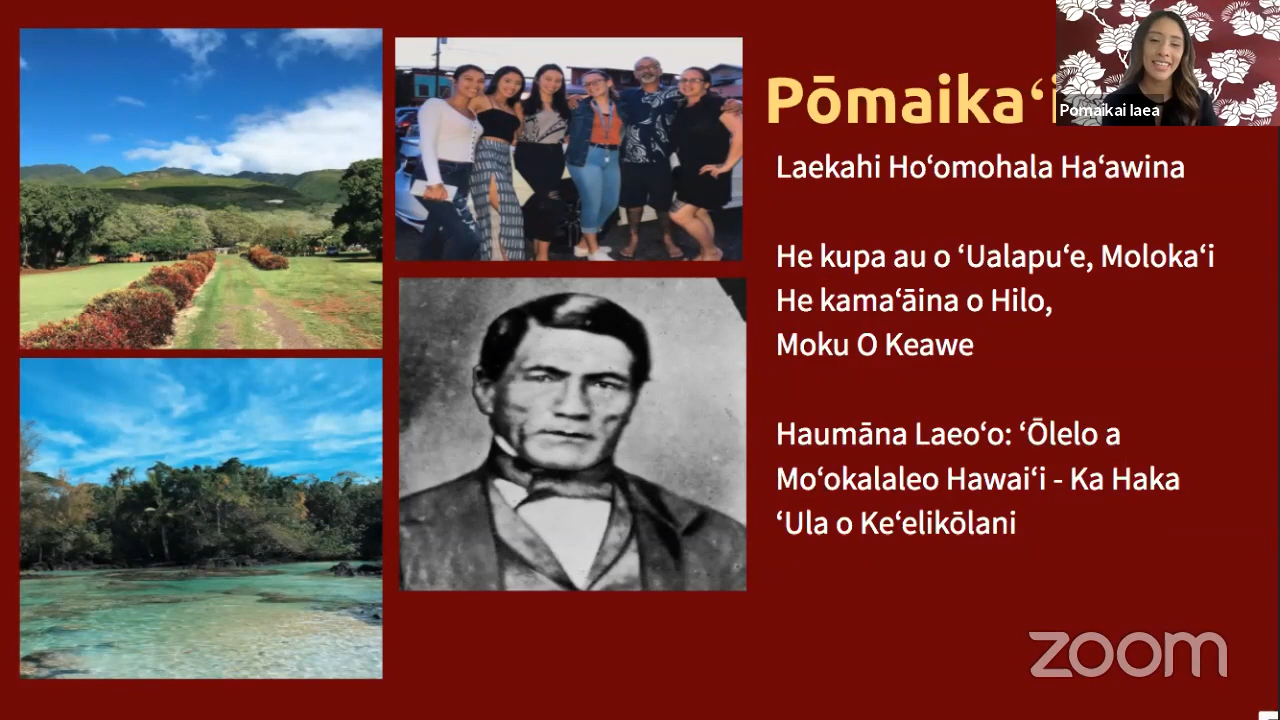 Pōmaikaʻi
Pomaikai Iaea
Laekahi Hoʻomohala Haʻawina
He kupa au o ʻUalapuʻe, Molokaʻi
He kamaʻāina o Hilo,
Moku O Keawe
Haumāna Laeoʻo: ʻŌlelo a
Moʻokalaleo Hawaiʻi - Ka Haka
ʻUla o Keʻelikōlani
zoom